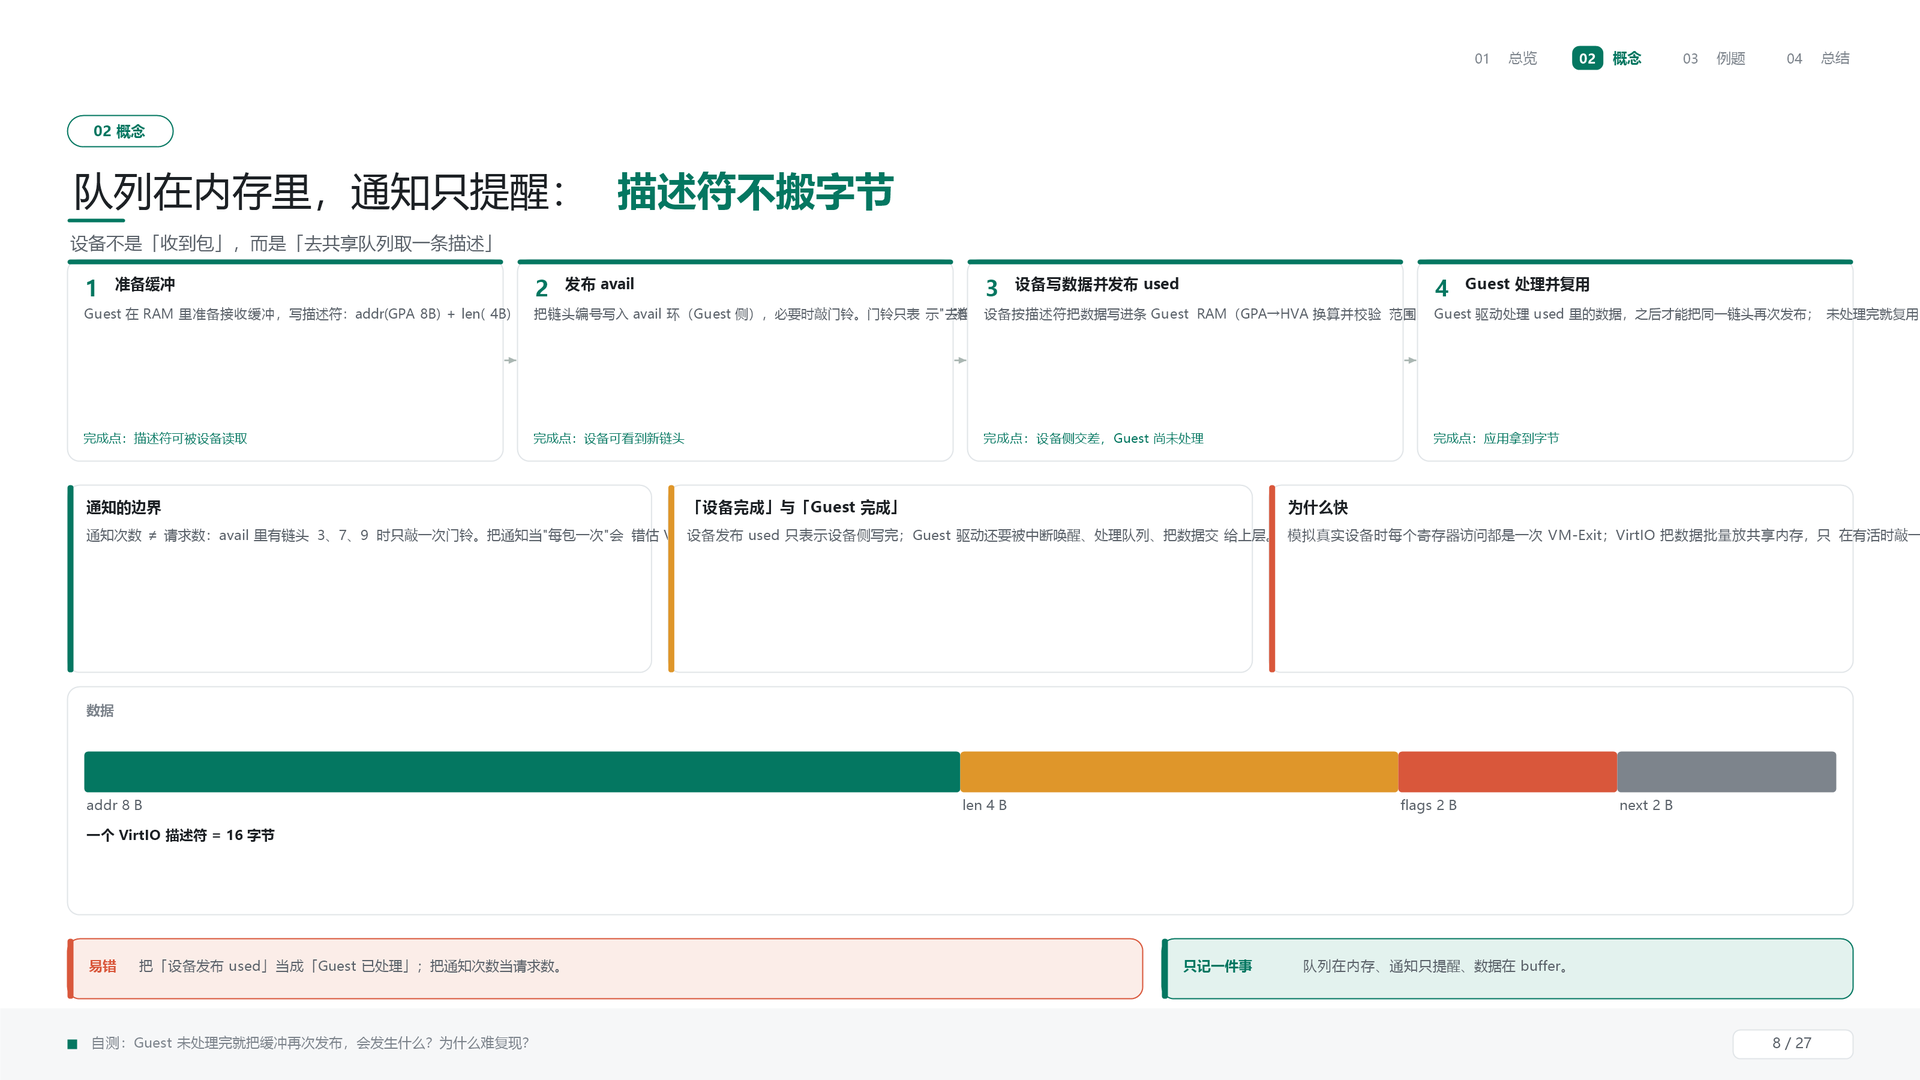 01 总览 02 概念 03 例题 04 总结
02 概念
队列在内存里，通知只提醒： 描述符不搬字节
设备不是「收到包」，而是「去共享队列取一条描述」
1 准备缓冲
Guest 在 RAM 里准备接收缓冲，写描述符：addr(GPA 8B) + len( 4B)
完成点：描述符可被设备读取
2 发布 avail
把链头编号写入 avail 环（Guest 侧），必要时敲门铃。门铃只表 示"去看
完成点：设备可看到新链头
3 设备写数据并发布 used
设备按描述符把数据写进条 Guest RAM（GPA→HVA 换算并校验 范围
完成点：设备侧交差，Guest 尚未处理
4 Guest 处理并复用
Guest 驱动处理 used 里的数据，之后才能把同一链头再次发布； 未处理完就复用
完成点：应用拿到字节
通知的边界
通知次数 ≠ 请求数：avail 里有链头 3、7、9 时只敲一次门铃。把通知当"每包一次"会 错估
「设备完成」与「Guest 完成」
设备发布 used 只表示设备侧写完；Guest 驱动还要被中断唤醒、处理队列、把数据交 给上层。
为什么快
模拟真实设备时每个寄存器访问都是一次 VM-Exit；VirtIO 把数据批量放共享内存，只 在有活时敲一
数据
addr 8 B len 4 B flags 2 B next 2 B
一个 VirtIO 描述符 = 16 字节
易错 把「设备发布 used」当成「Guest 已处理」；把通知次数当请求数。
只记一件事 队列在内存、通知只提醒、数据在 buffer。
自测：Guest 未处理完就把缓冲再次发布，会发生什么？为什么难复现？
8 / 27